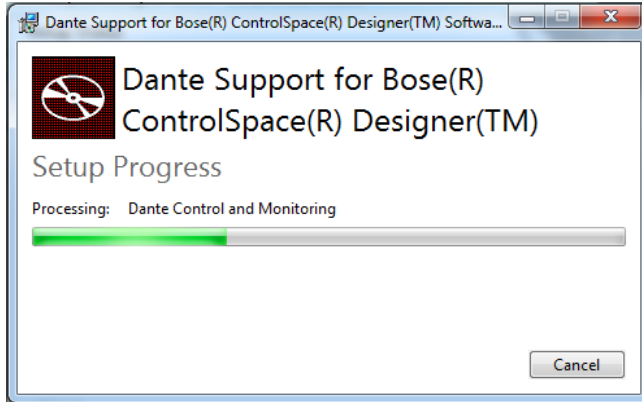 Dante Support for Bose(R) ControlSpace(R) Designer(TM) Softwa...
Dante Support for Bose(R)
ControlSpace(R) Designer(TM)
Setup Progress
Processing: Dante Control and Monitoring
Cancel